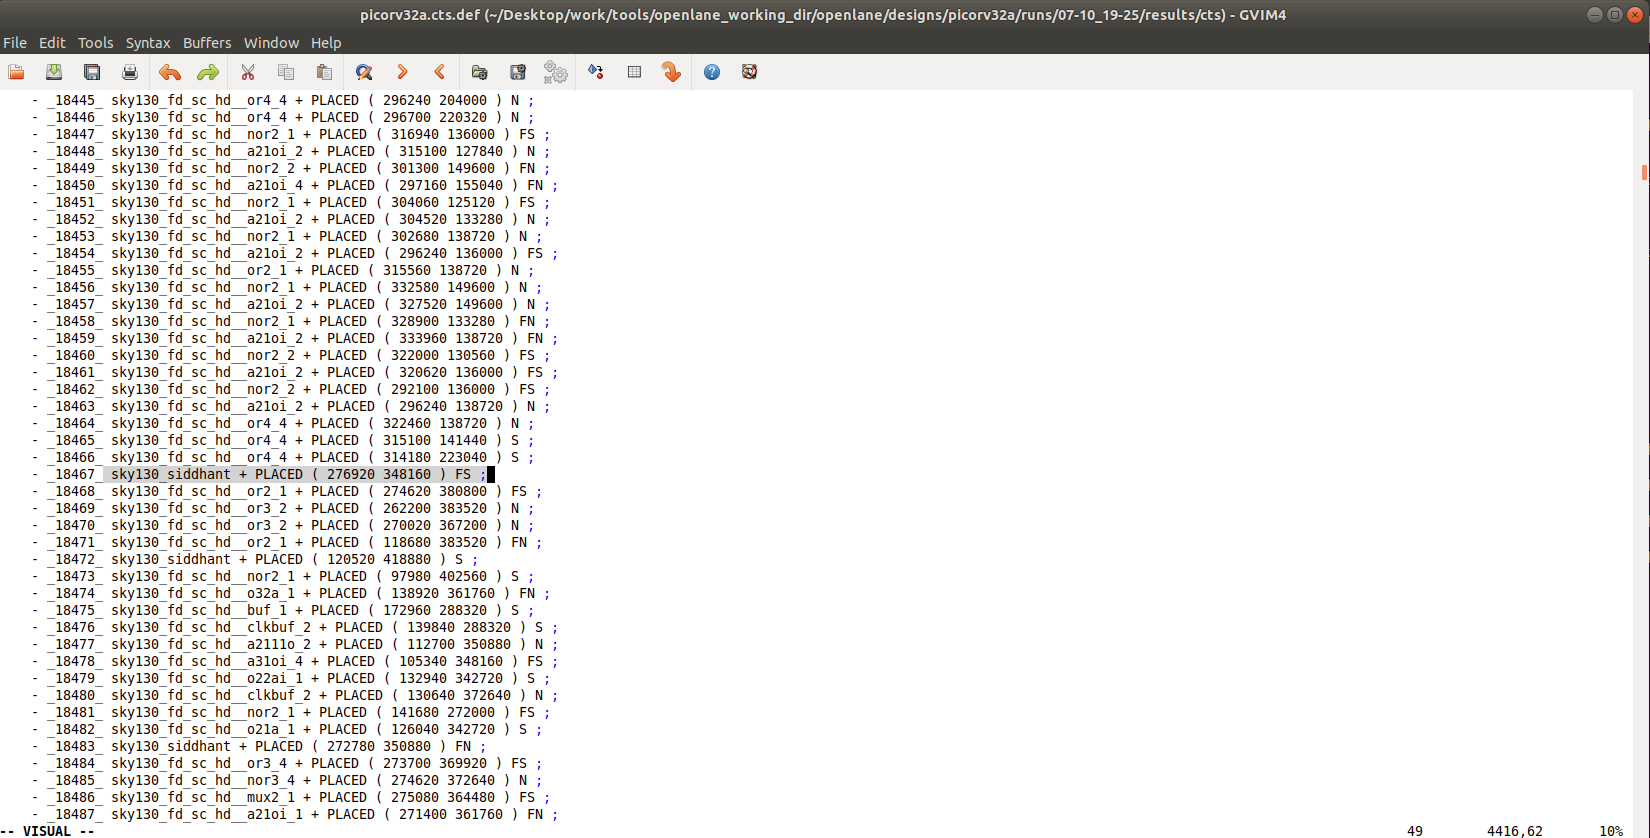 picorv32a.cts.def (~/Desktop/work/tools/openlane_working_dir/openlane/designs/picorv32a/runs/07-10_19-25/results/cts) - GVIM4
File Edit Tools Syntax Buffers Window Help
- _18445_ sky130_fd_sc_hd__or4_4 + PLACED ( 296240 204000 ) N ;
- _18446_ sky130_fd_sc_hd__or4_4 + PLACED ( 296700 220320 ) N ;
- _18447_ sky130_fd_sc_hd__nor2_1 + PLACED ( 316940 136000 ) FS ;
- _18448_ sky130_fd_sc_hd__a21oi_2 + PLACED ( 315100 127840 ) N ;
- _18449_ sky130_fd_sc_hd__nor2_2 + PLACED ( 301300 149600 ) FN ;
- _18450_ sky130_fd_sc_hd__a21oi_4 + PLACED ( 297160 155040 ) FN ;
- _18451_ sky130_fd_sc_hd__nor2_1 + PLACED ( 304060 125120 ) FS ;
- _18452_ sky130_fd_sc_hd__a21oi_2 + PLACED ( 304520 133280 ) N ;
- _18453_ sky130_fd_sc_hd__nor2_1 + PLACED ( 302680 138720 ) N ;
- _18454_ sky130_fd_sc_hd__a21oi_2 + PLACED ( 296240 136000 ) FS ;
- _18455_ sky130_fd_sc_hd__or2_1 + PLACED ( 315560 138720 ) N ;
- _18456_ sky130_fd_sc_hd__nor2_1 + PLACED ( 332580 149600 ) N ;
- _18457_ sky130_fd_sc_hd__a21oi_2 + PLACED ( 327520 149600 ) N ;
- _18458_ sky130_fd_sc_hd__nor2_1 + PLACED ( 328900 133280 ) FN ;
- _18459_ sky130_fd_sc_hd__a21oi_2 + PLACED ( 333960 138720 ) FN ;
- _18460_ sky130_fd_sc_hd__nor2_2 + PLACED ( 322000 130560 ) FS ;
- _18461_ sky130_fd_sc_hd__a21oi_2 + PLACED ( 320620 136000 ) FS ;
- _18462_ sky130_fd_sc_hd__nor2_2 + PLACED ( 292100 136000 ) FS ;
- _18463_ sky130_fd_sc_hd__a21oi_2 + PLACED ( 296240 138720 ) N ;
- _18464_ sky130_fd_sc_hd__or4_4 + PLACED ( 322460 138720 ) N ;
- _18465_ sky130_fd_sc_hd__or4_4 + PLACED ( 315100 141440 ) S ;
- _18466_ sky130_fd_sc_hd__or4_4 + PLACED ( 314180 223040 ) S ;
- _18467_ sky130_siddhant + PLACED ( 276920 348160 ) FS ;
- _18468_ sky130_fd_sc_hd__or2_1 + PLACED ( 274620 380800 ) FS ;
- _18469_ sky130_fd_sc_hd__or3_2 + PLACED ( 262200 383520 ) N ;
- _18470_ sky130_fd_sc_hd__or3_2 + PLACED ( 270020 367200 ) N ;
- _18471_ sky130_fd_sc_hd__or2_1 + PLACED ( 118680 383520 ) FN ;
- _18472_ sky130_siddhant + PLACED ( 120520 418880 ) S ;
- _18473_ sky130_fd_sc_hd__nor2_1 + PLACED ( 97980 402560 ) S ;
- _18474_ sky130_fd_sc_hd__o32a_1 + PLACED ( 138920 361760 ) FN ;
- _18475_ sky130_fd_sc_hd__buf_1 + PLACED ( 172960 288320 ) S ;
- _18476_ sky130_fd_sc_hd__clkbuf_2 + PLACED ( 139840 288320 ) S ;
- _18477_ sky130_fd_sc_hd__a2111o_2 + PLACED ( 112700 350880 ) N ;
- _18478_ sky130_fd_sc_hd__a31oi_4 + PLACED ( 105340 348160 ) FS ;
- _18479_ sky130_fd_sc_hd__o22ai_1 + PLACED ( 132940 342720 ) S ;
- _18480_ sky130_fd_sc_hd__clkbuf_2 + PLACED ( 130640 372640 ) N ;
- _18481_ sky130_fd_sc_hd__nor2_1 + PLACED ( 141680 272000 ) FS ;
- _18482_ sky130_fd_sc_hd__o21a_1 + PLACED ( 126040 342720 ) S ;
- _18483_ sky130_siddhant + PLACED ( 272780 350880 ) FN ;
- _18484_ sky130_fd_sc_hd__or3_4 + PLACED ( 273700 369920 ) FS ;
- _18485_ sky130_fd_sc_hd__nor3_4 + PLACED ( 274620 372640 ) N ;
- _18486_ sky130_fd_sc_hd__mux2_1 + PLACED ( 275080 364480 ) FS ;
- _18487_ sky130_fd_sc_hd__a21oi_1 + PLACED ( 271400 361760 ) FN ;
-- VISUAL -- 49 4416,62 10%